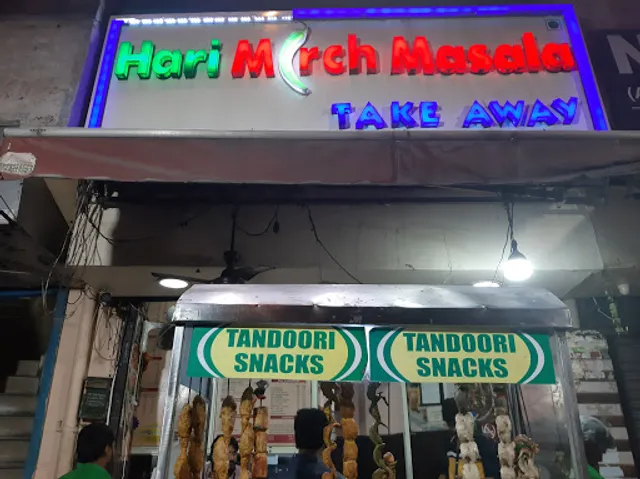 Hari Mirch Masala
TAKE AWAY
TANDOORI
SNACKS
TANDOORI
SNACKS